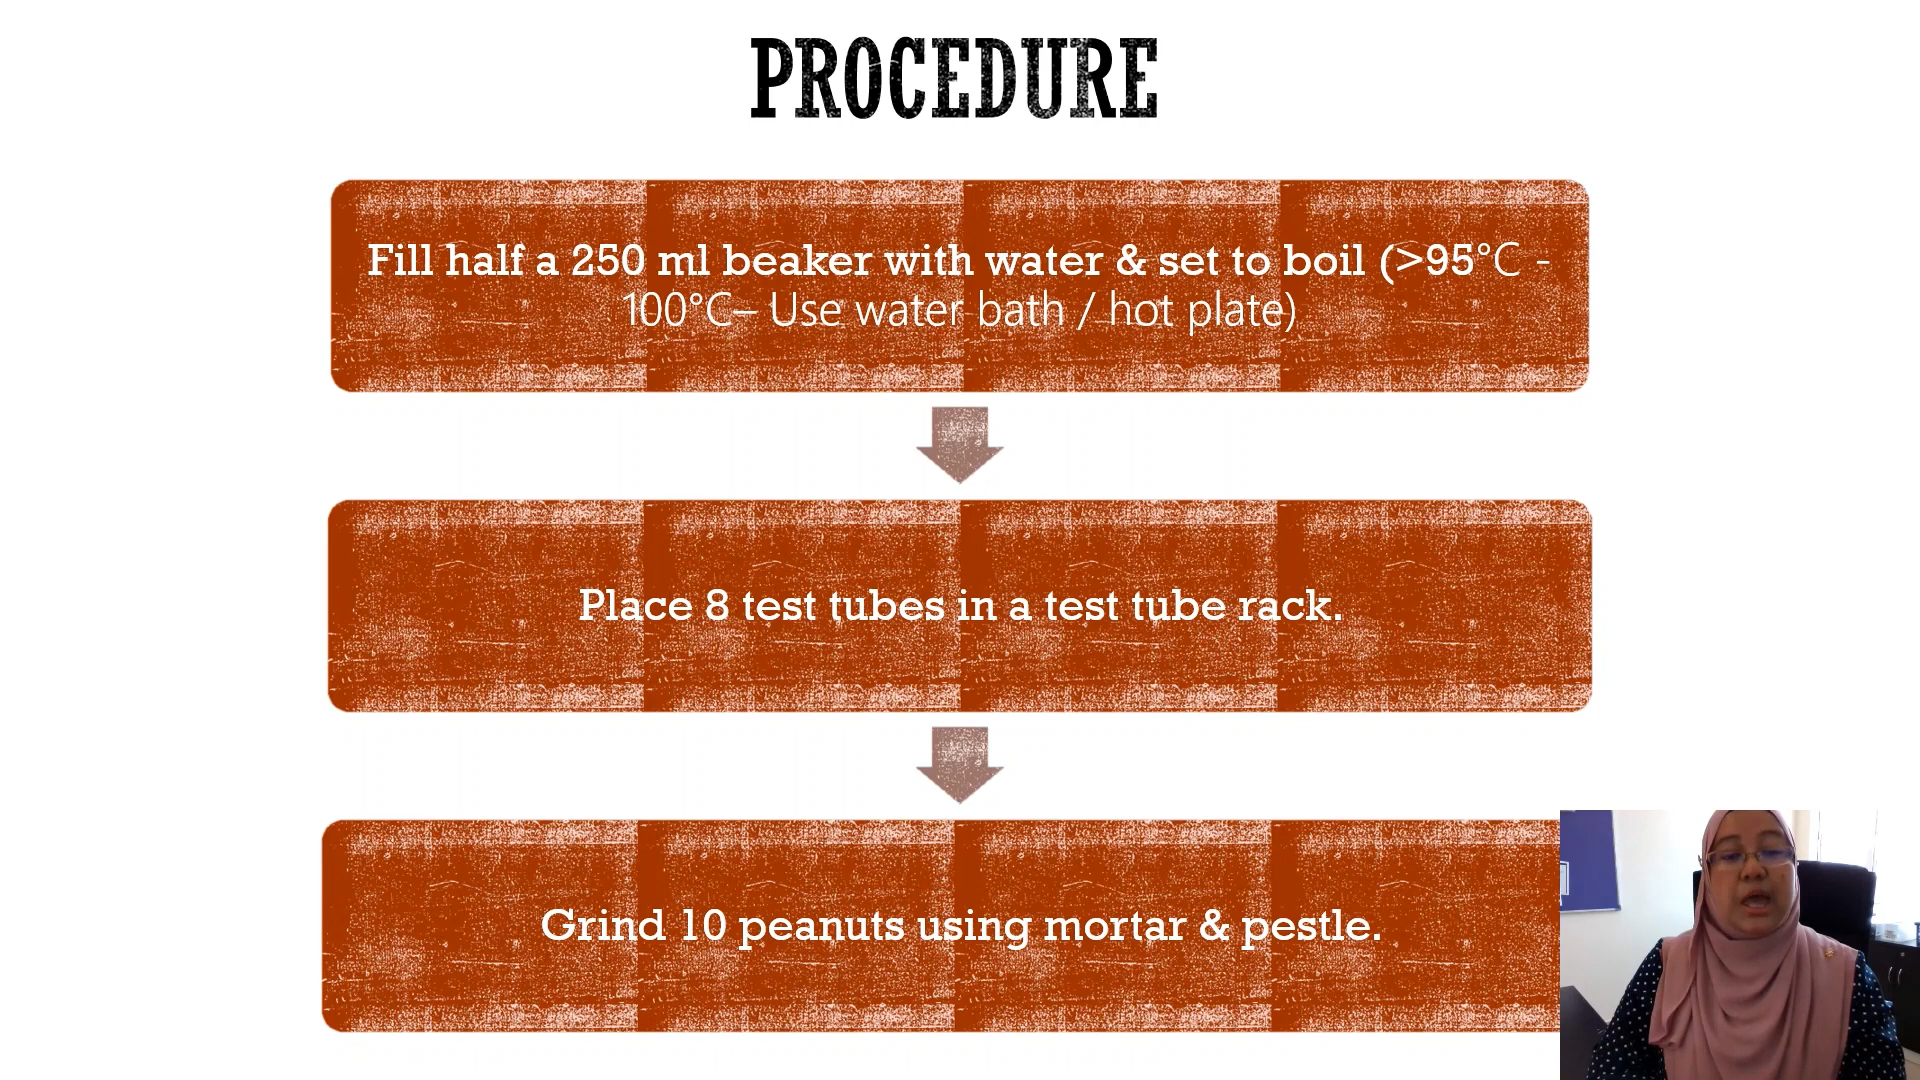 PROCEDURE
Fill half a 250 ml beaker with water & set to boil (>95°C -
100°C– Use water bath / hot plate)
Place 8 test tubes in a test tube rack.
Grind 10 peanuts using mortar & pestle.